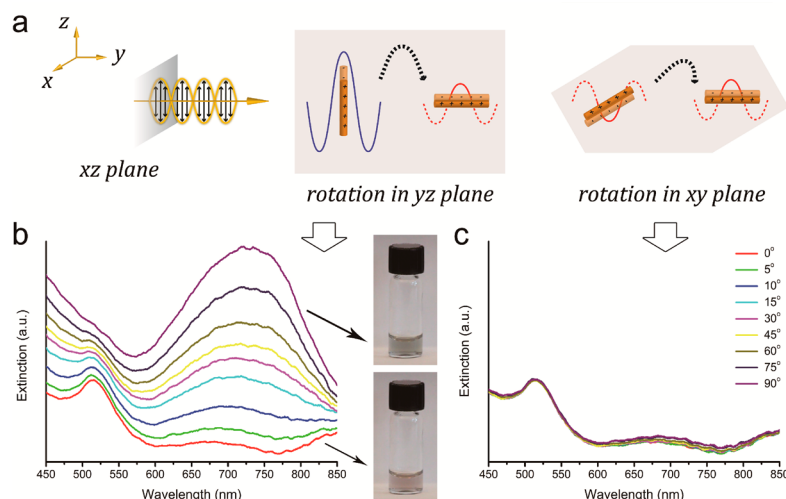 a
z
y
x
xz plane
rotation in yz plane
rotation in xy plane
b
Extinction (a.u.)
450 500 550 600 650 700 750 800 850
Wavelength (nm)
c
Extinction (a.u.)
0°
5°
10°
15°
30°
45°
60°
75°
90°
450 500 550 600 650 700 750 800 850
Wavelength (nm)